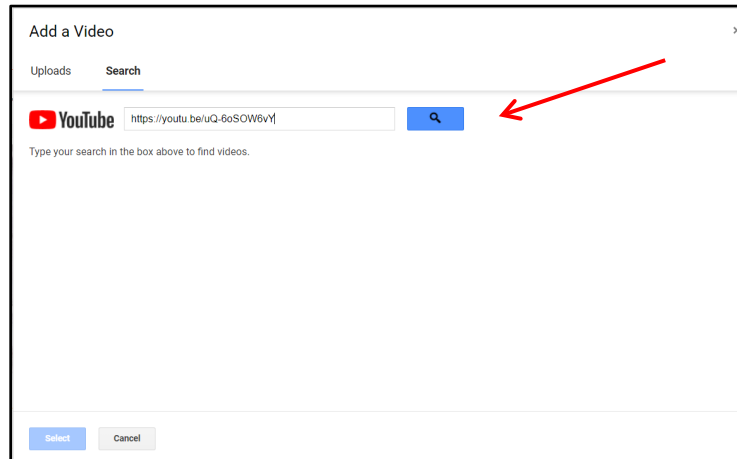 Add a Video
Uploads Search
YouTube https://youtu.be/uQ-6oSOW6vY
Type your search in the box above to find videos.
Select Cancel